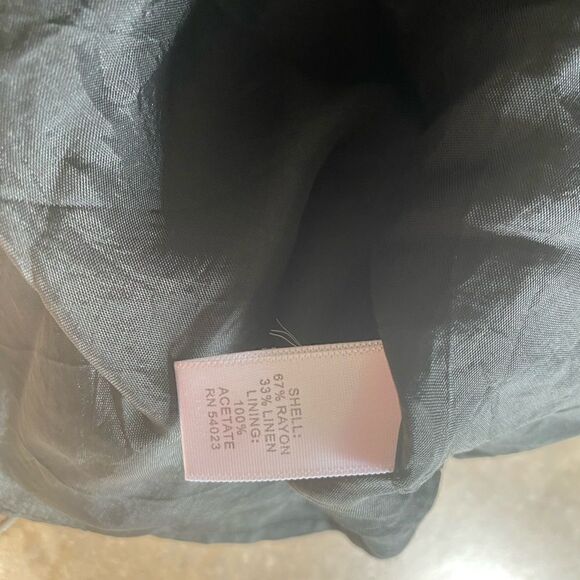 SHELL:
67% RAYON
33% LINEN
LINING:
100%
ACETATE
RN 54023